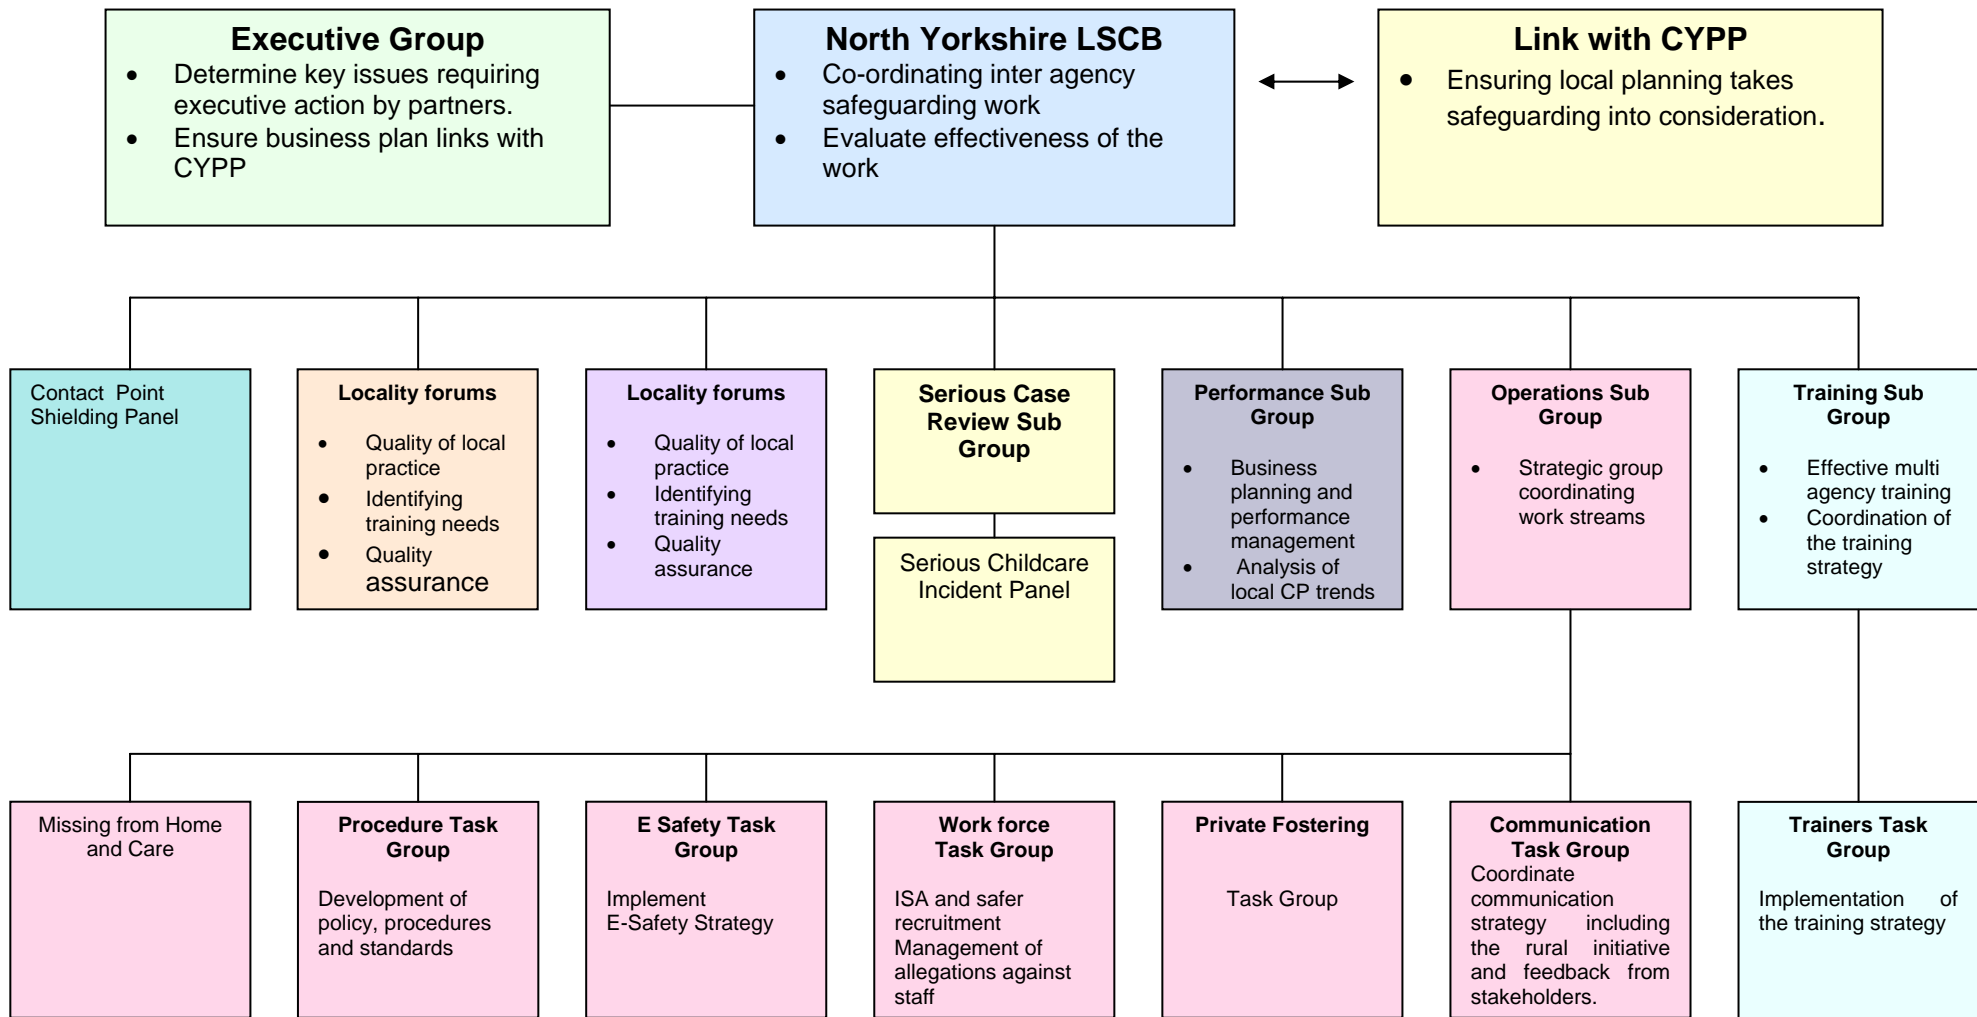 Executive Group
• Determine key issues requiring
executive action by partners.
• Ensure business plan links with
CYPP
North Yorkshire LSCB
• Co-ordinating inter agency
safeguarding work
• Evaluate effectiveness of the
work
Link with CYPP
• Ensuring local planning takes
safeguarding into consideration.
Contact Point
Shielding Panel
Locality forums
• Quality of local
practice
• Identifying
training needs
• Quality
assurance
Locality forums
• Quality of local
practice
• Identifying
training needs
• Quality
assurance
Serious Case
Review Sub
Group
Serious Childcare
Incident Panel
Performance Sub
Group
• Business
planning and
performance
management
• Analysis of
local CP trends
Operations Sub
Group
• Strategic group
coordinating
work streams
Training Sub
Group
• Effective multi
agency training
• Coordination of
the training
strategy
Missing from Home
and Care
Procedure Task
Group
Development of
policy, procedures
and standards
E Safety Task
Group
Implement
E-Safety Strategy
Work force
Task Group
ISA and safer
recruitment
Management of
allegations against
staff
Private Fostering
Task Group
Communication
Task Group
Coordinate
communication
strategy including
the rural initiative
and feedback from
stakeholders.
Trainers Task
Group
Implementation of
the training strategy